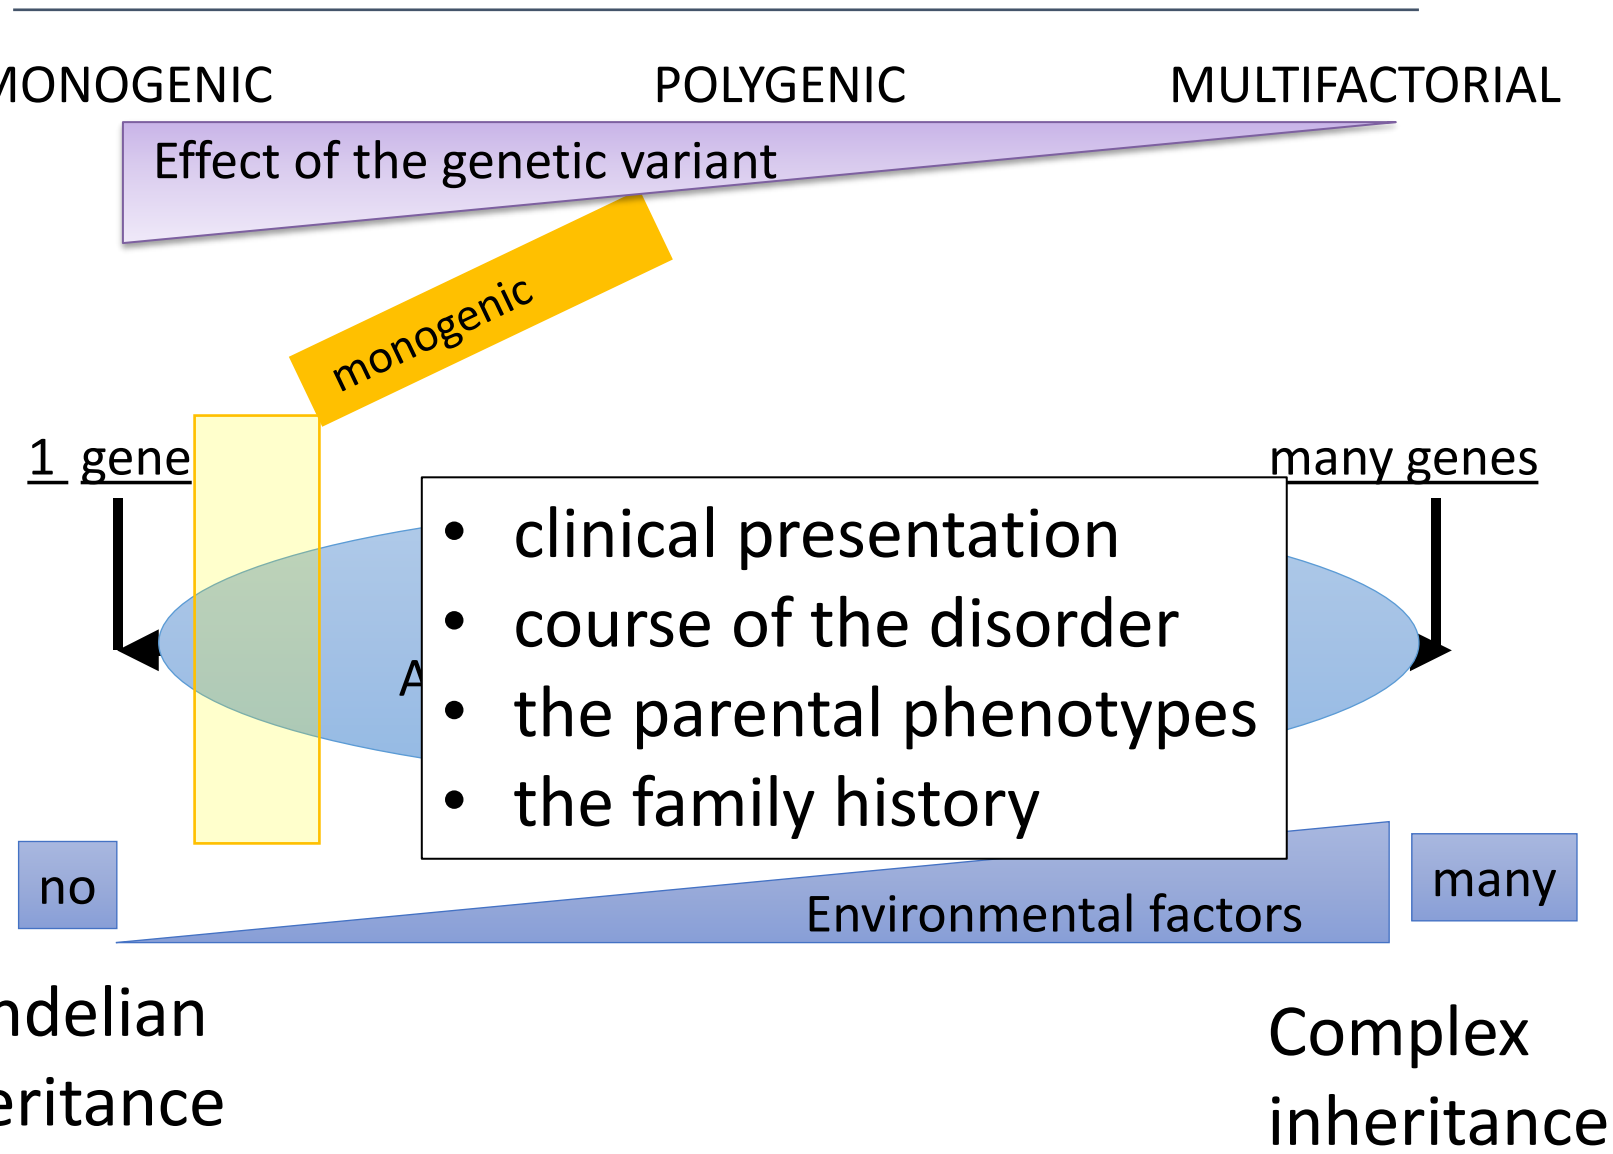 MONOGENIC POLYGENIC MULTIFACTORIAL
Effect of the genetic variant
monogenic
1 gene many genes
• clinical presentation
• course of the disorder
A
• the parental phenotypes
• the family history
no many
Environmental factors
ndelian
eritance
Complex
inheritance